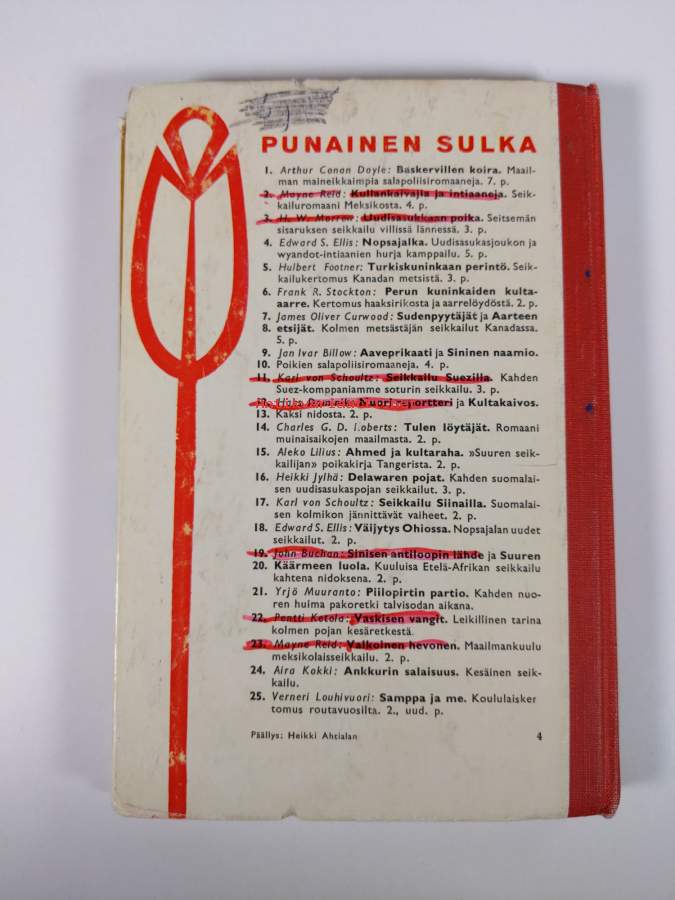 PUNAINEN SULKA
1. Arthur Conan Doyle: Baskervillen koira. Maail-
man maineikkaimpia salapoliisiromaaneja. 7. p.
2. Mayne Reid: Kullankaivajia ja intiaaneja. Seik-
kailuromaani Meksikosta. 4. p.
3. H. W. Morrow: Uudisasukkaan poika. Seitsemän
sisaruksen seikkailu villissä lännessä. 3. p.
4. Edward S. Ellis: Nopsajalka. Uudisasukasjoukon ja
wyandot-intiaanien hurja kamppailu. 5. p.
5. Hulbert Footner: Turkiskuninkaan perintö. Seik-
kailukertomus Kanadan metsistä. 3. p.
6. Frank R. Stockton: Perun kuninkaiden kulta-
aarre. Kertomus haaksirikosta ja aarrelöydöstä. 2. p.
7. James Oliver Curwood: Sudenpyytäjät ja Aarteen
8. etsijät. Kolmen metsästäjän seikkailut Kanadassa.
5. p.
9. Jan Ivar Billow: Aaveprikaati ja Sininen naamio.
10. Poikien salapoliisiromaaneja. 4. p.
11. Karl von Schoultz: Seikkailu Suezilla. Kahden
Suez-komppaniamme soturin seikkailu. 3. p.
12. Nuori reportteri ja Kultakaivos.
13. Kaksi nidosta. 2. p.
14. Charles G. D. Roberts: Tulen löytäjät. Romaani
muinaisaikojen maailmasta. 2. p.
15. Aleko Lilius: Ahmed ja kultaraha. »Suuren seik-
kailijan» poikakirja Tangerista. 2. p.
16. Heikki Jylhä: Delawaren pojat. Kahden suomalai-
sen uudisasukaspojan seikkailut. 3. p.
17. Karl von Schoultz: Seikkailu Siinailla. Suomalai-
sen kolmikon jännittävät vaiheet. 2. p.
18. Edward S. Ellis: Väijytys Ohiossa. Nopsajalan uudet
seikkailut. 2. p.
19. John Buchan: Sinisen antiloopin lähde ja Suuren
20. Käärmeen luola. Kuuluisa Etelä-Afrikan seikkailu
kahtena nidoksena. 2. p.
21. Yrjö Muuranto: Piilopirtin partio. Kahden nuo-
ren huima pakoretki talvisodan aikana.
22. Pentti Ketola: Vaskisen vangit. Leikillinen tarina
kolmen pojan kesäretkestä.
23. Mayne Reid: Valkoinen hevonen. Maailmankuulu
meksikolaisseikkailu. 2. p.
24. Aira Kokki: Ankkurin salaisuus. Kesäinen seik-
kailu.
25. Verneri Louhivuori: Samppa ja me. Koululaisker
tomus routavuosilta. 2., uud. p.
Päällys: Heikki Ahtialan
4